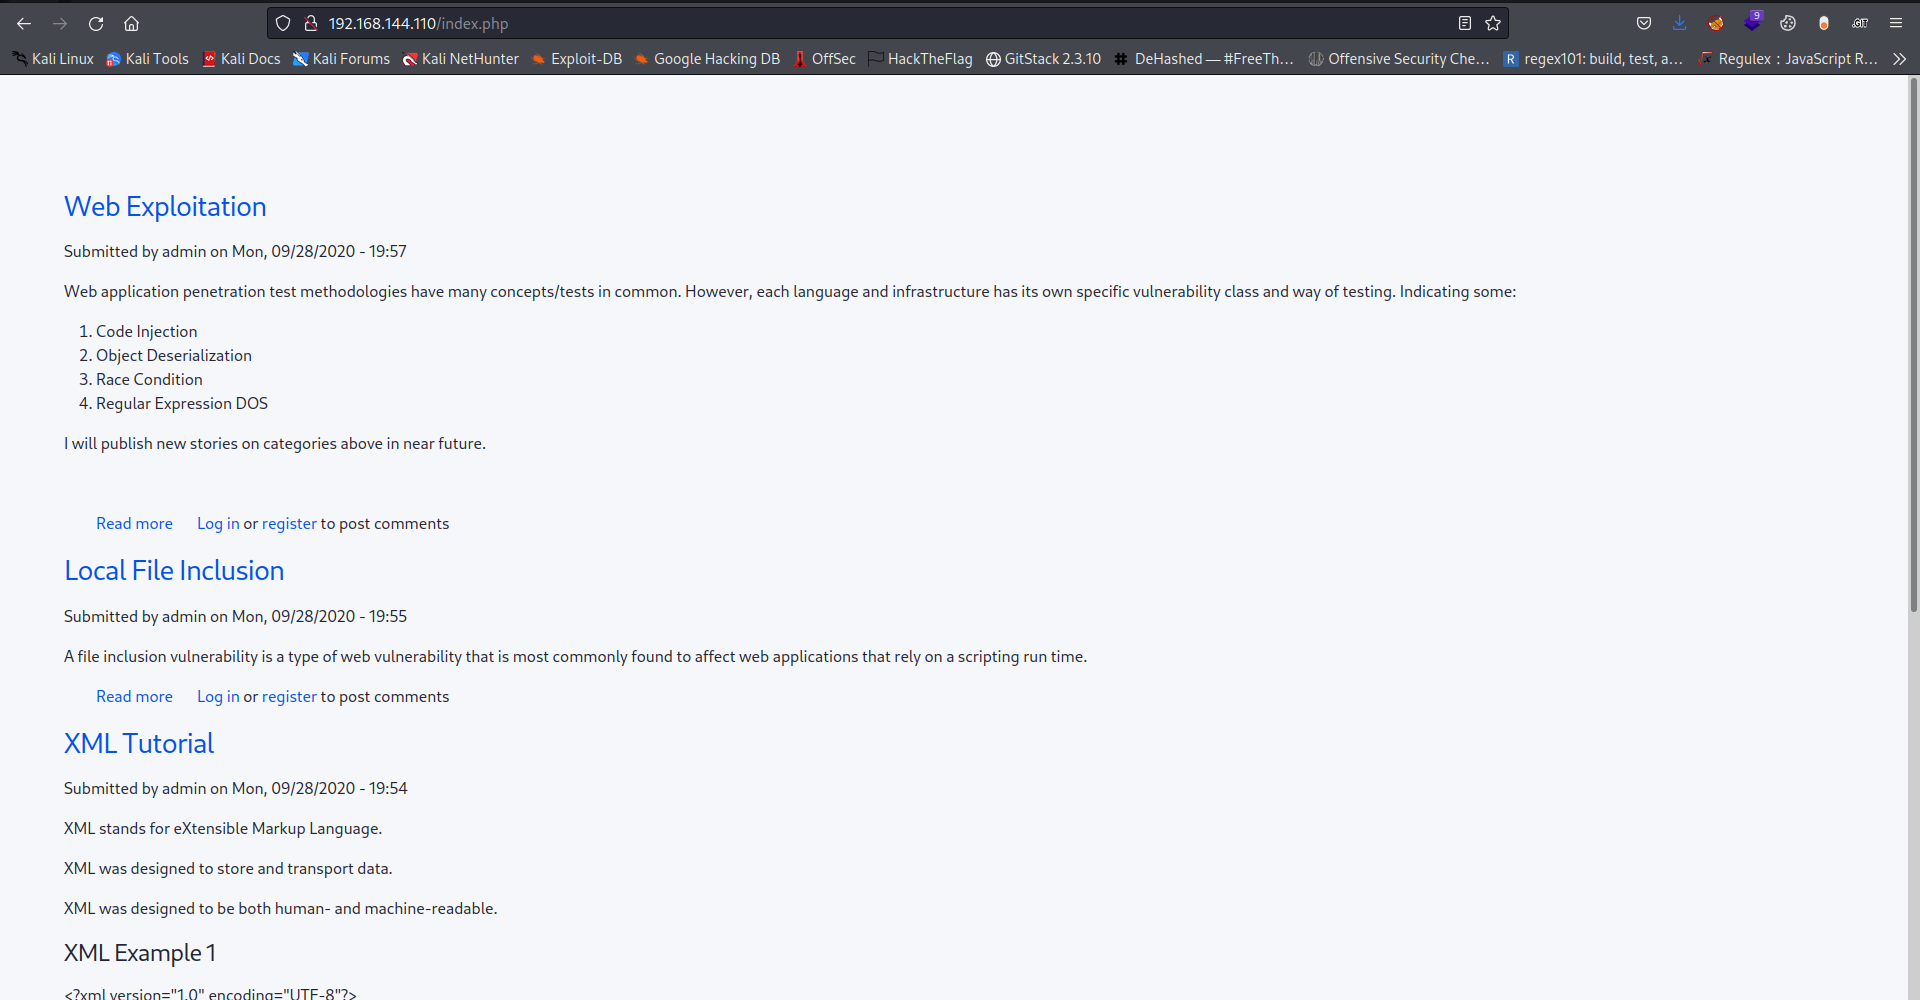 192.168.144.110/index.php
9
.GIT
Kali Linux Kali Tools Kali Docs Kali Forums Kali NetHunter Exploit-DB Google Hacking DB OffSec HackTheFlag GitStack 2.3.10 DeHashed — #FreeTh... Offensive Security Che... R regex101: build, test, a... Regulex : JavaScript R...
Web Exploitation
Submitted by admin on Mon, 09/28/2020 - 19:57
Web application penetration test methodologies have many concepts/tests in common. However, each language and infrastructure has its own specific vulnerability class and way of testing. Indicating some:
1. Code Injection
2. Object Deserialization
3. Race Condition
4. Regular Expression DOS
I will publish new stories on categories above in near future.
Read more Log in or register to post comments
Local File Inclusion
Submitted by admin on Mon, 09/28/2020 - 19:55
A file inclusion vulnerability is a type of web vulnerability that is most commonly found to affect web applications that rely on a scripting run time.
Read more Log in or register to post comments
XML Tutorial
Submitted by admin on Mon, 09/28/2020 - 19:54
XML stands for eXtensible Markup Language.
XML was designed to store and transport data.
XML was designed to be both human- and machine-readable.
XML Example 1
<?xml version="1.0" encoding="UTF-8"?>